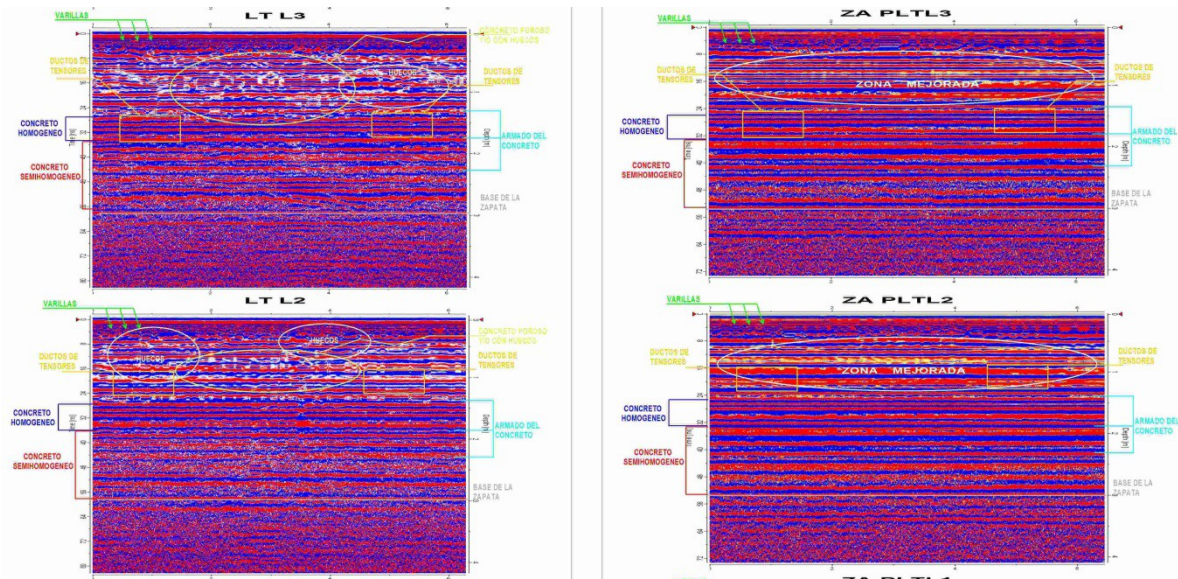 LT L3
VARILLAS
CONCRETO POROSO
Y/O CON HUECOS
HUECOS
DUCTOS DE
TENSORES
DUCTOS DE
TENSORES
CONCRETO
HOMOGENEO
ARMADO DEL
CONCRETO
CONCRETO
SEMIHOMOGENEO
BASE DE LA
ZAPATA
ZA PLTL3
VARILLAS
DUCTOS DE
TENSORES
ZONA MEJORADA
DUCTOS DE
TENSORES
CONCRETO
HOMOGENEO
ARMADO DEL
CONCRETO
CONCRETO
SEMIHOMOGENEO
BASE DE LA
ZAPATA
LT L2
VARILLAS
HUECOS
HUECOS
CONCRETO POROSO
Y/O CON HUECOS
DUCTOS DE
TENSORES
DUCTOS DE
TENSORES
CONCRETO
HOMOGENEO
ARMADO DEL
CONCRETO
CONCRETO
SEMIHOMOGENEO
BASE DE LA
ZAPATA
ZA PLTL2
VARILLAS
DUCTOS DE
TENSORES
ZONA MEJORADA
DUCTOS DE
TENSORES
CONCRETO
HOMOGENEO
ARMADO DEL
CONCRETO
CONCRETO
SEMIHOMOGENEO
BASE DE LA
ZAPATA
ZA PLTL1